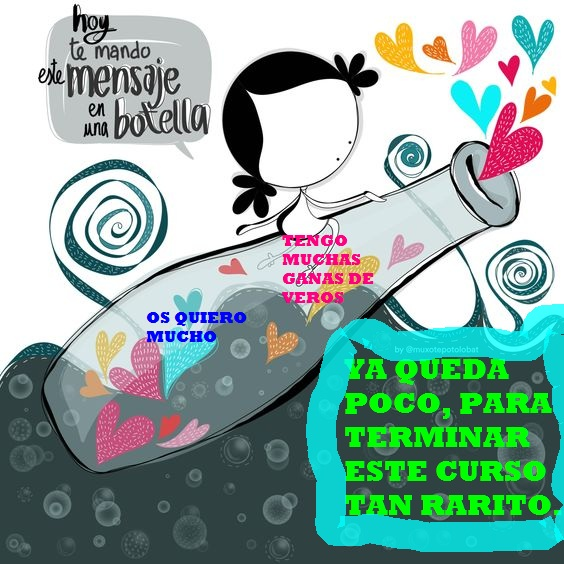 hoy
te mando
este mensaje
en
una botella
TENGO
MUCHAS
GANAS DE
VEROS
OS QUIERO
MUCHO
by @muxotepotolobat
YA QUEDA
POCO, PARA
TERMINAR
ESTE CURSO
TAN RARITO.